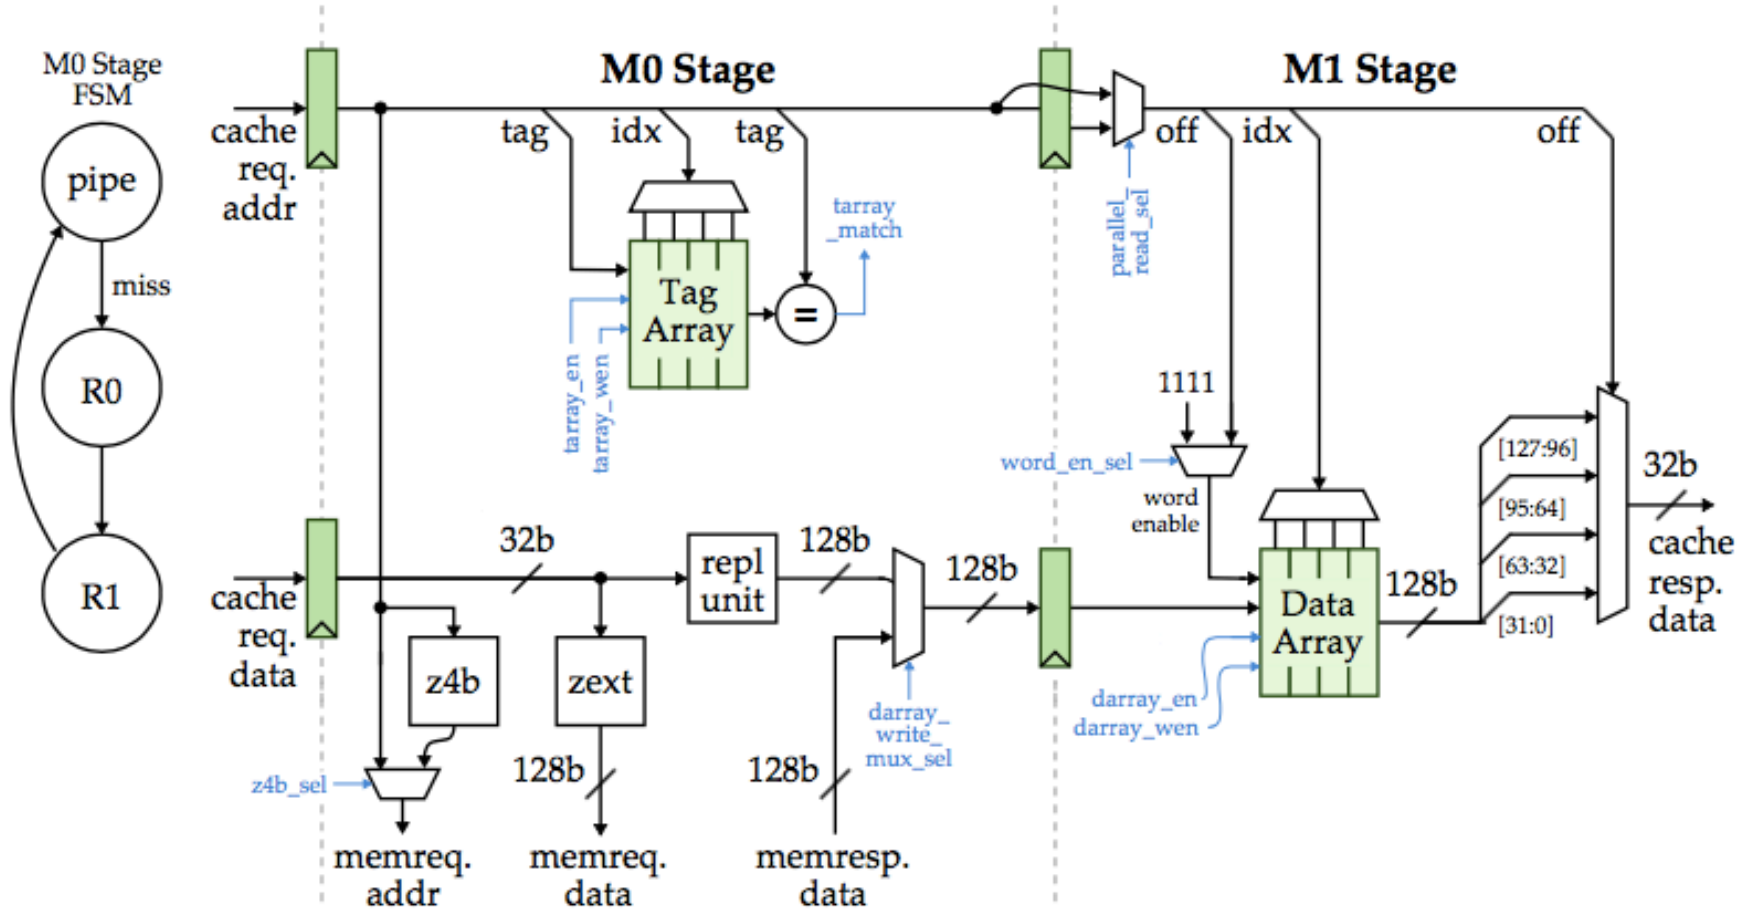 M0 Stage
FSM
pipe
miss
R0
R1
M0 Stage
M1 Stage
cache
req.
addr
tag
idx
tag
off
idx
off
tarray
_match
parallel_
read_sel
Tag
Array
=
tarray_en
tarray_wen
1111
word_en_sel
word
enable
[127:96]
[95:64]
[63:32]
[31:0]
32b
cache
resp.
data
cache
req.
data
32b
repl
unit
128b
128b
Data
Array
128b
z4b
zext
darray_
write_
mux_sel
darray_en
darray_wen
z4b_sel
128b
128b
memreq.
addr
memreq.
data
memresp.
data